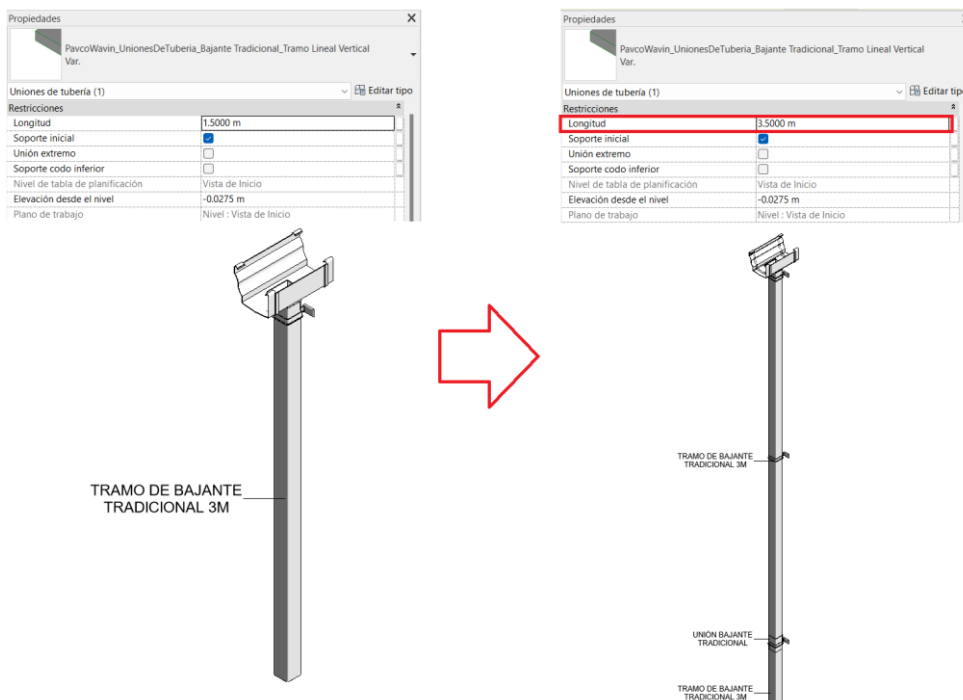 Propiedades
PavcoWavin_UnionesDeTuberia_Bajante Tradicional_Tramo Lineal Vertical
Var.
Uniones de tubería (1)
Editar tipo
Restricciones
Longitud 1.5000 m
Soporte inicial
Unión extremo
Soporte codo inferior
Nivel de tabla de planificación Vista de Inicio
Elevación desde el nivel -0.0275 m
Plano de trabajo Nivel : Vista de Inicio
TRAMO DE BAJANTE
TRADICIONAL 3M
Propiedades
PavcoWavin_UnionesDeTuberia_Bajante Tradicional_Tramo Lineal Vertical
Var.
Uniones de tubería (1)
Editar tipo
Restricciones
Longitud 3.5000 m
Soporte inicial
Unión extremo
Soporte codo inferior
Nivel de tabla de planificación Vista de Inicio
Elevación desde el nivel -0.0275 m
Plano de trabajo Nivel : Vista de Inicio
TRAMO DE BAJANTE
TRADICIONAL 3M
UNIÓN BAJANTE
TRADICIONAL
TRAMO DE BAJANTE
TRADICIONAL 3M